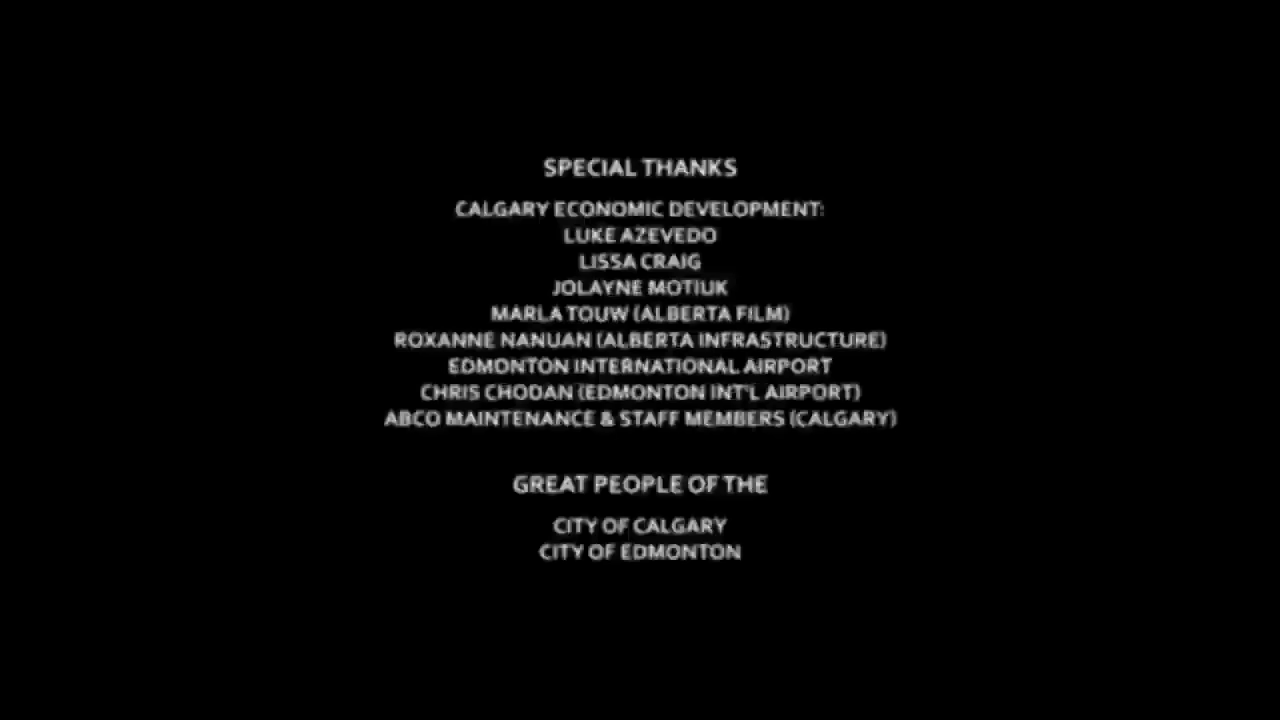 SPECIAL THANKS
CALGARY ECONOMIC DEVELOPMENT:
LUKE AZEVEDO
LISSA CRAIG
JOLAYNE MOTIUK
MARLA TOUW (ALBERTA FILM)
ROXANNE NANUAN (ALBERTA INFRASTRUCTURE)
EDMONTON INTERNATIONAL AIRPORT
CHRIS CHODAN (EDMONTON INT'L AIRPORT)
ABCO MAINTENANCE & STAFF MEMBERS (CALGARY)
GREAT PEOPLE OF THE
CITY OF CALGARY
CITY OF EDMONTON